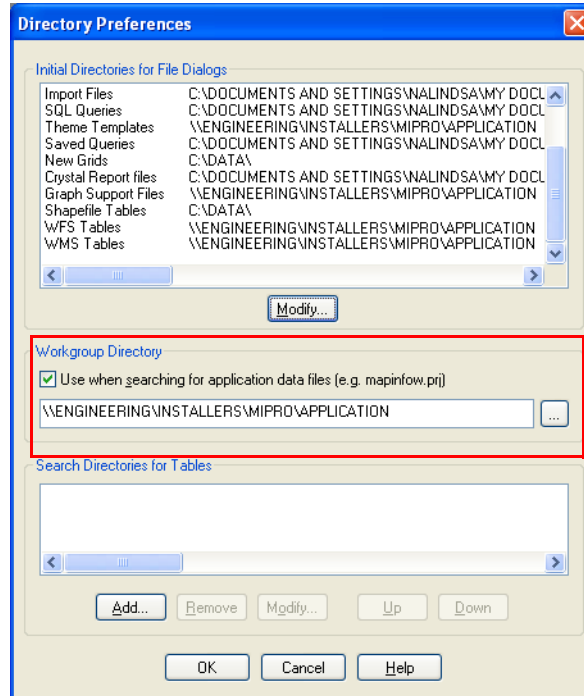 Directory Preferences
Initial Directories for File Dialogs
Import Files C:\DOCUMENTS AND SETTINGS\NALINDSA\MY DOCL
SQL Queries C:\DOCUMENTS AND SETTINGS\NALINDSA\MY DOCL
Theme Templates \\ENGINEERING\INSTALLERS\MIPRO\APPLICATION
Saved Queries C:\DOCUMENTS AND SETTINGS\NALINDSA\MY DOCL
New Grids C:\DATA\
Crystal Report files C:\DOCUMENTS AND SETTINGS\NALINDSA\MY DOCL
Graph Support Files \\ENGINEERING\INSTALLERS\MIPRO\APPLICATION
Shapefile Tables C:\DATA\
WFS Tables \\ENGINEERING\INSTALLERS\MIPRO\APPLICATION
WMS Tables \\ENGINEERING\INSTALLERS\MIPRO\APPLICATION
Modify...
Workgroup Directory
Use when searching for application data files (e.g. mapinfow.prj)
\\ENGINEERING\INSTALLERS\MIPRO\APPLICATION ...
Search Directories for Tables
Add... Remove Modify... Up Down
OK Cancel Help